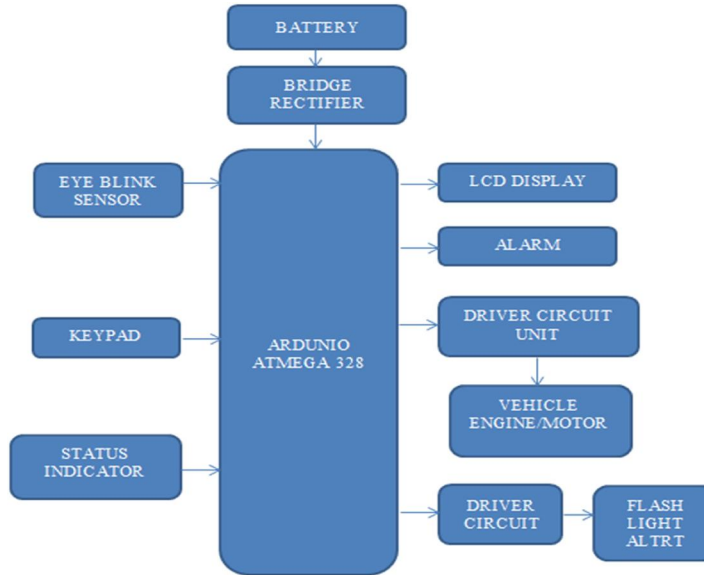 BATTERY
BRIDGE
RECTIFIER
EYE BLINK
SENSOR
KEYPAD
STATUS
INDICATOR
ARDUNIO
ATMEGA 328
LCD DISPLAY
ALARM
DRIVER CIRCUIT
UNIT
VEHICLE
ENGINE/MOTOR
DRIVER
CIRCUIT
FLASH
LIGHT
ALTRT